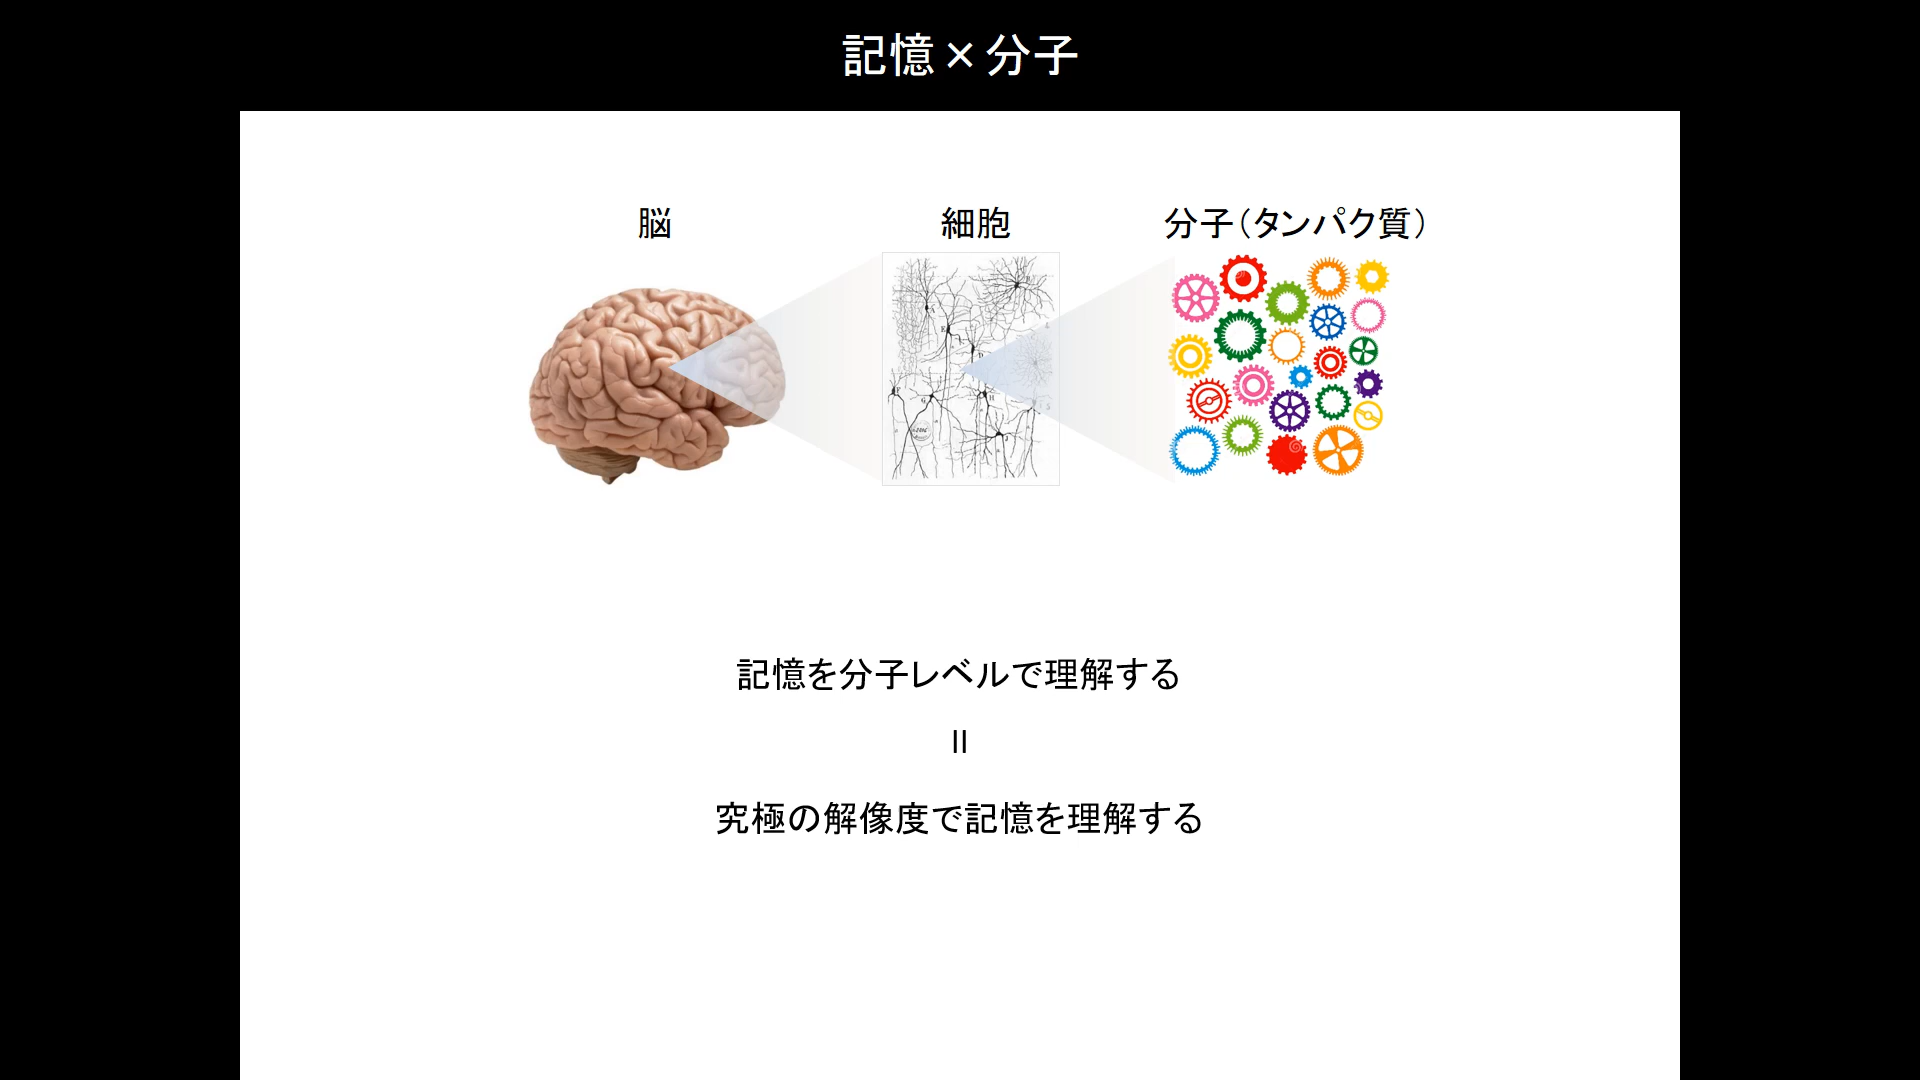 記憶×分子
脳
細胞
分子（タンパク質）
記憶を分子レベルで理解する
=
究極の解像度で記憶を理解する